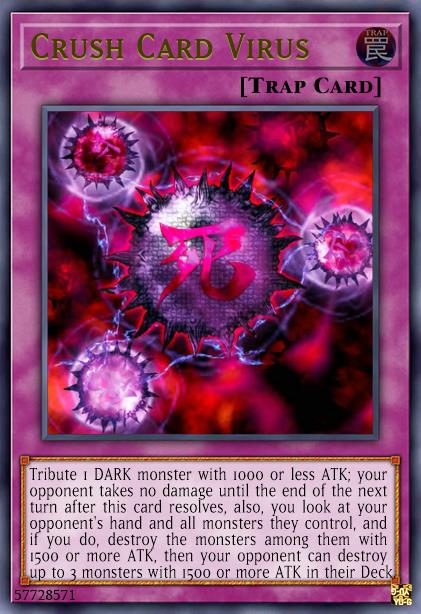 Crush Card Virus
TRAP
罠
[Trap Card]
死
Tribute 1 DARK monster with 1000 or less ATK; your
opponent takes no damage until the end of the next
turn after this card resolves, also, you look at your
opponent's hand and all monsters they control, and
if you do, destroy the monsters among them with
1500 or more ATK, then your opponent can destroy
up to 3 monsters with 1500 or more ATK in their Deck
57728571